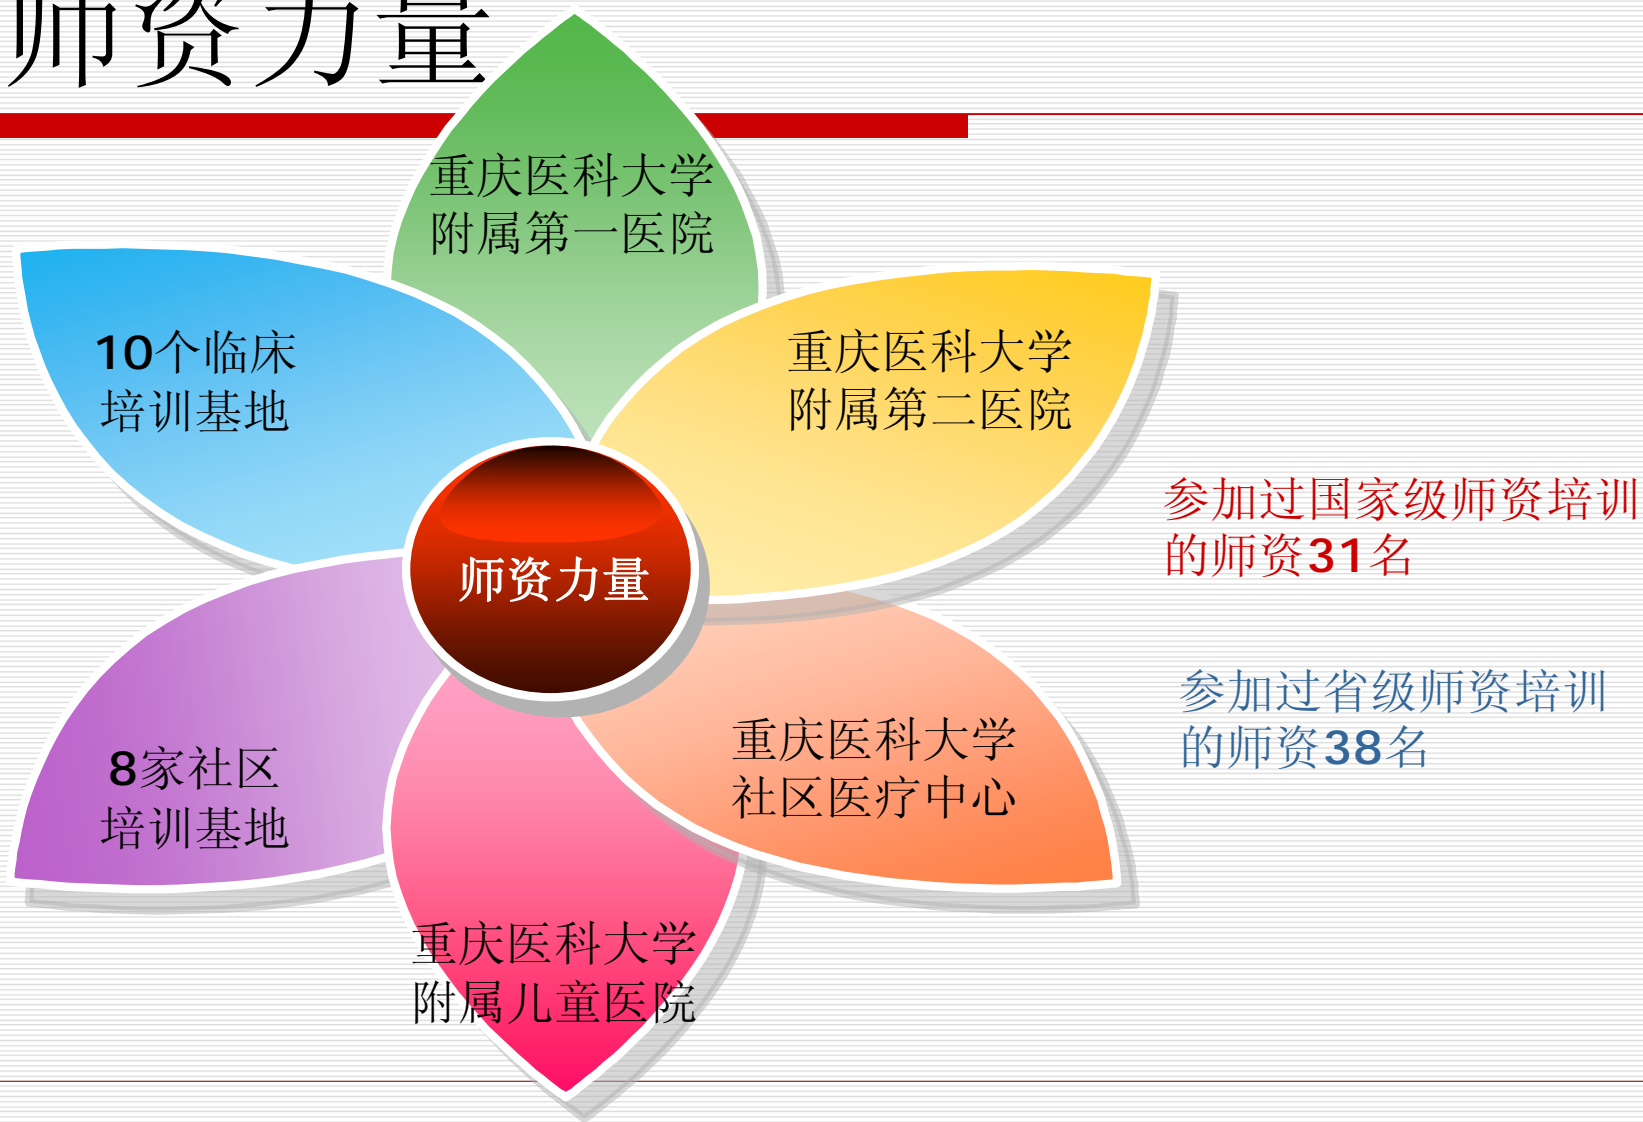 师资力量
重庆医科大学
附属第一医院
10个临床
培训基地
重庆医科大学
附属第二医院
师资力量
参加过国家级师资培训
的师资31名
参加过省级师资培训
的师资38名
8家社区
培训基地
重庆医科大学
社区医疗中心
重庆医科大学
附属儿童医院